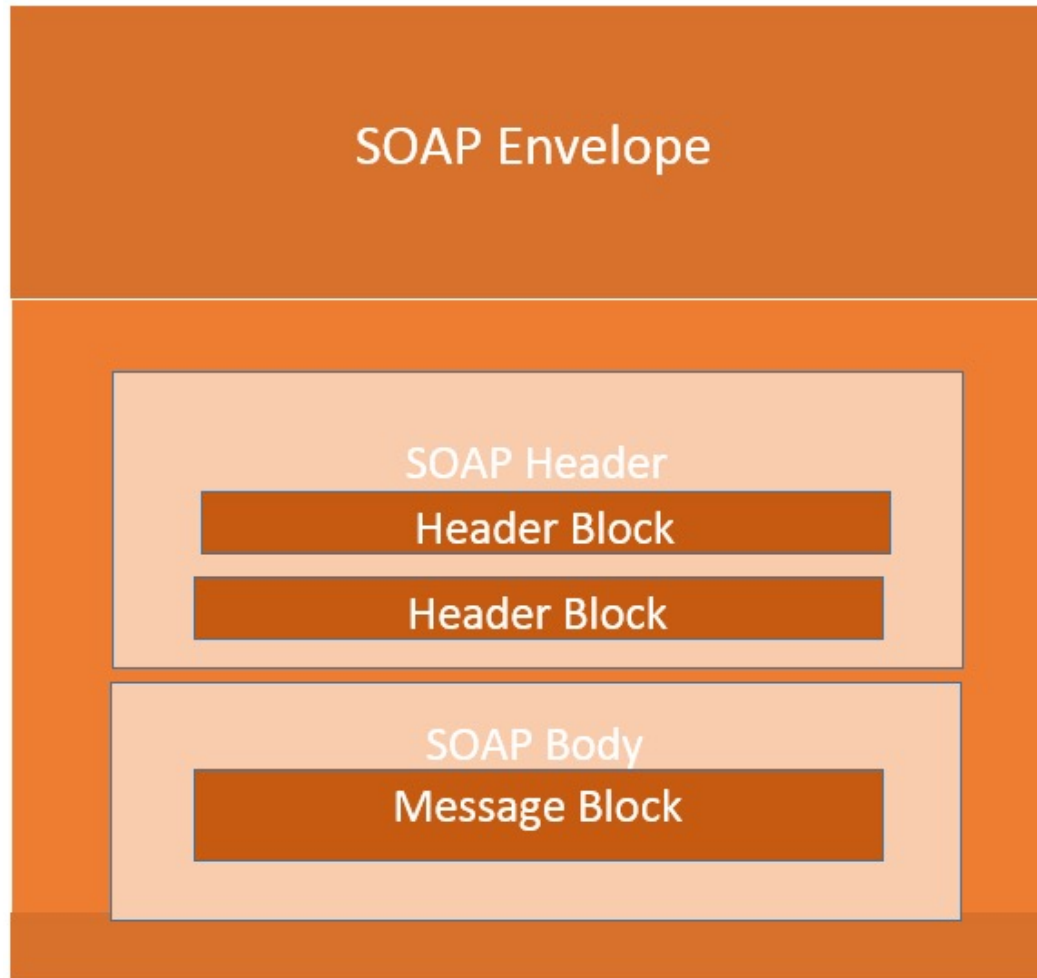 SOAP Envelope
SOAP Header
Header Block
Header Block
SOAP Body
Message Block